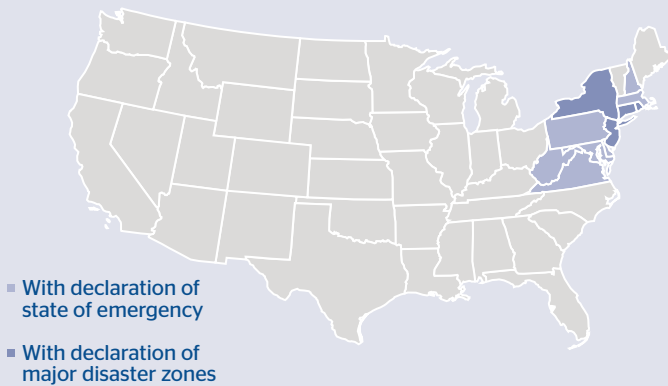 With declaration of
state of emergency
With declaration of
major disaster zones